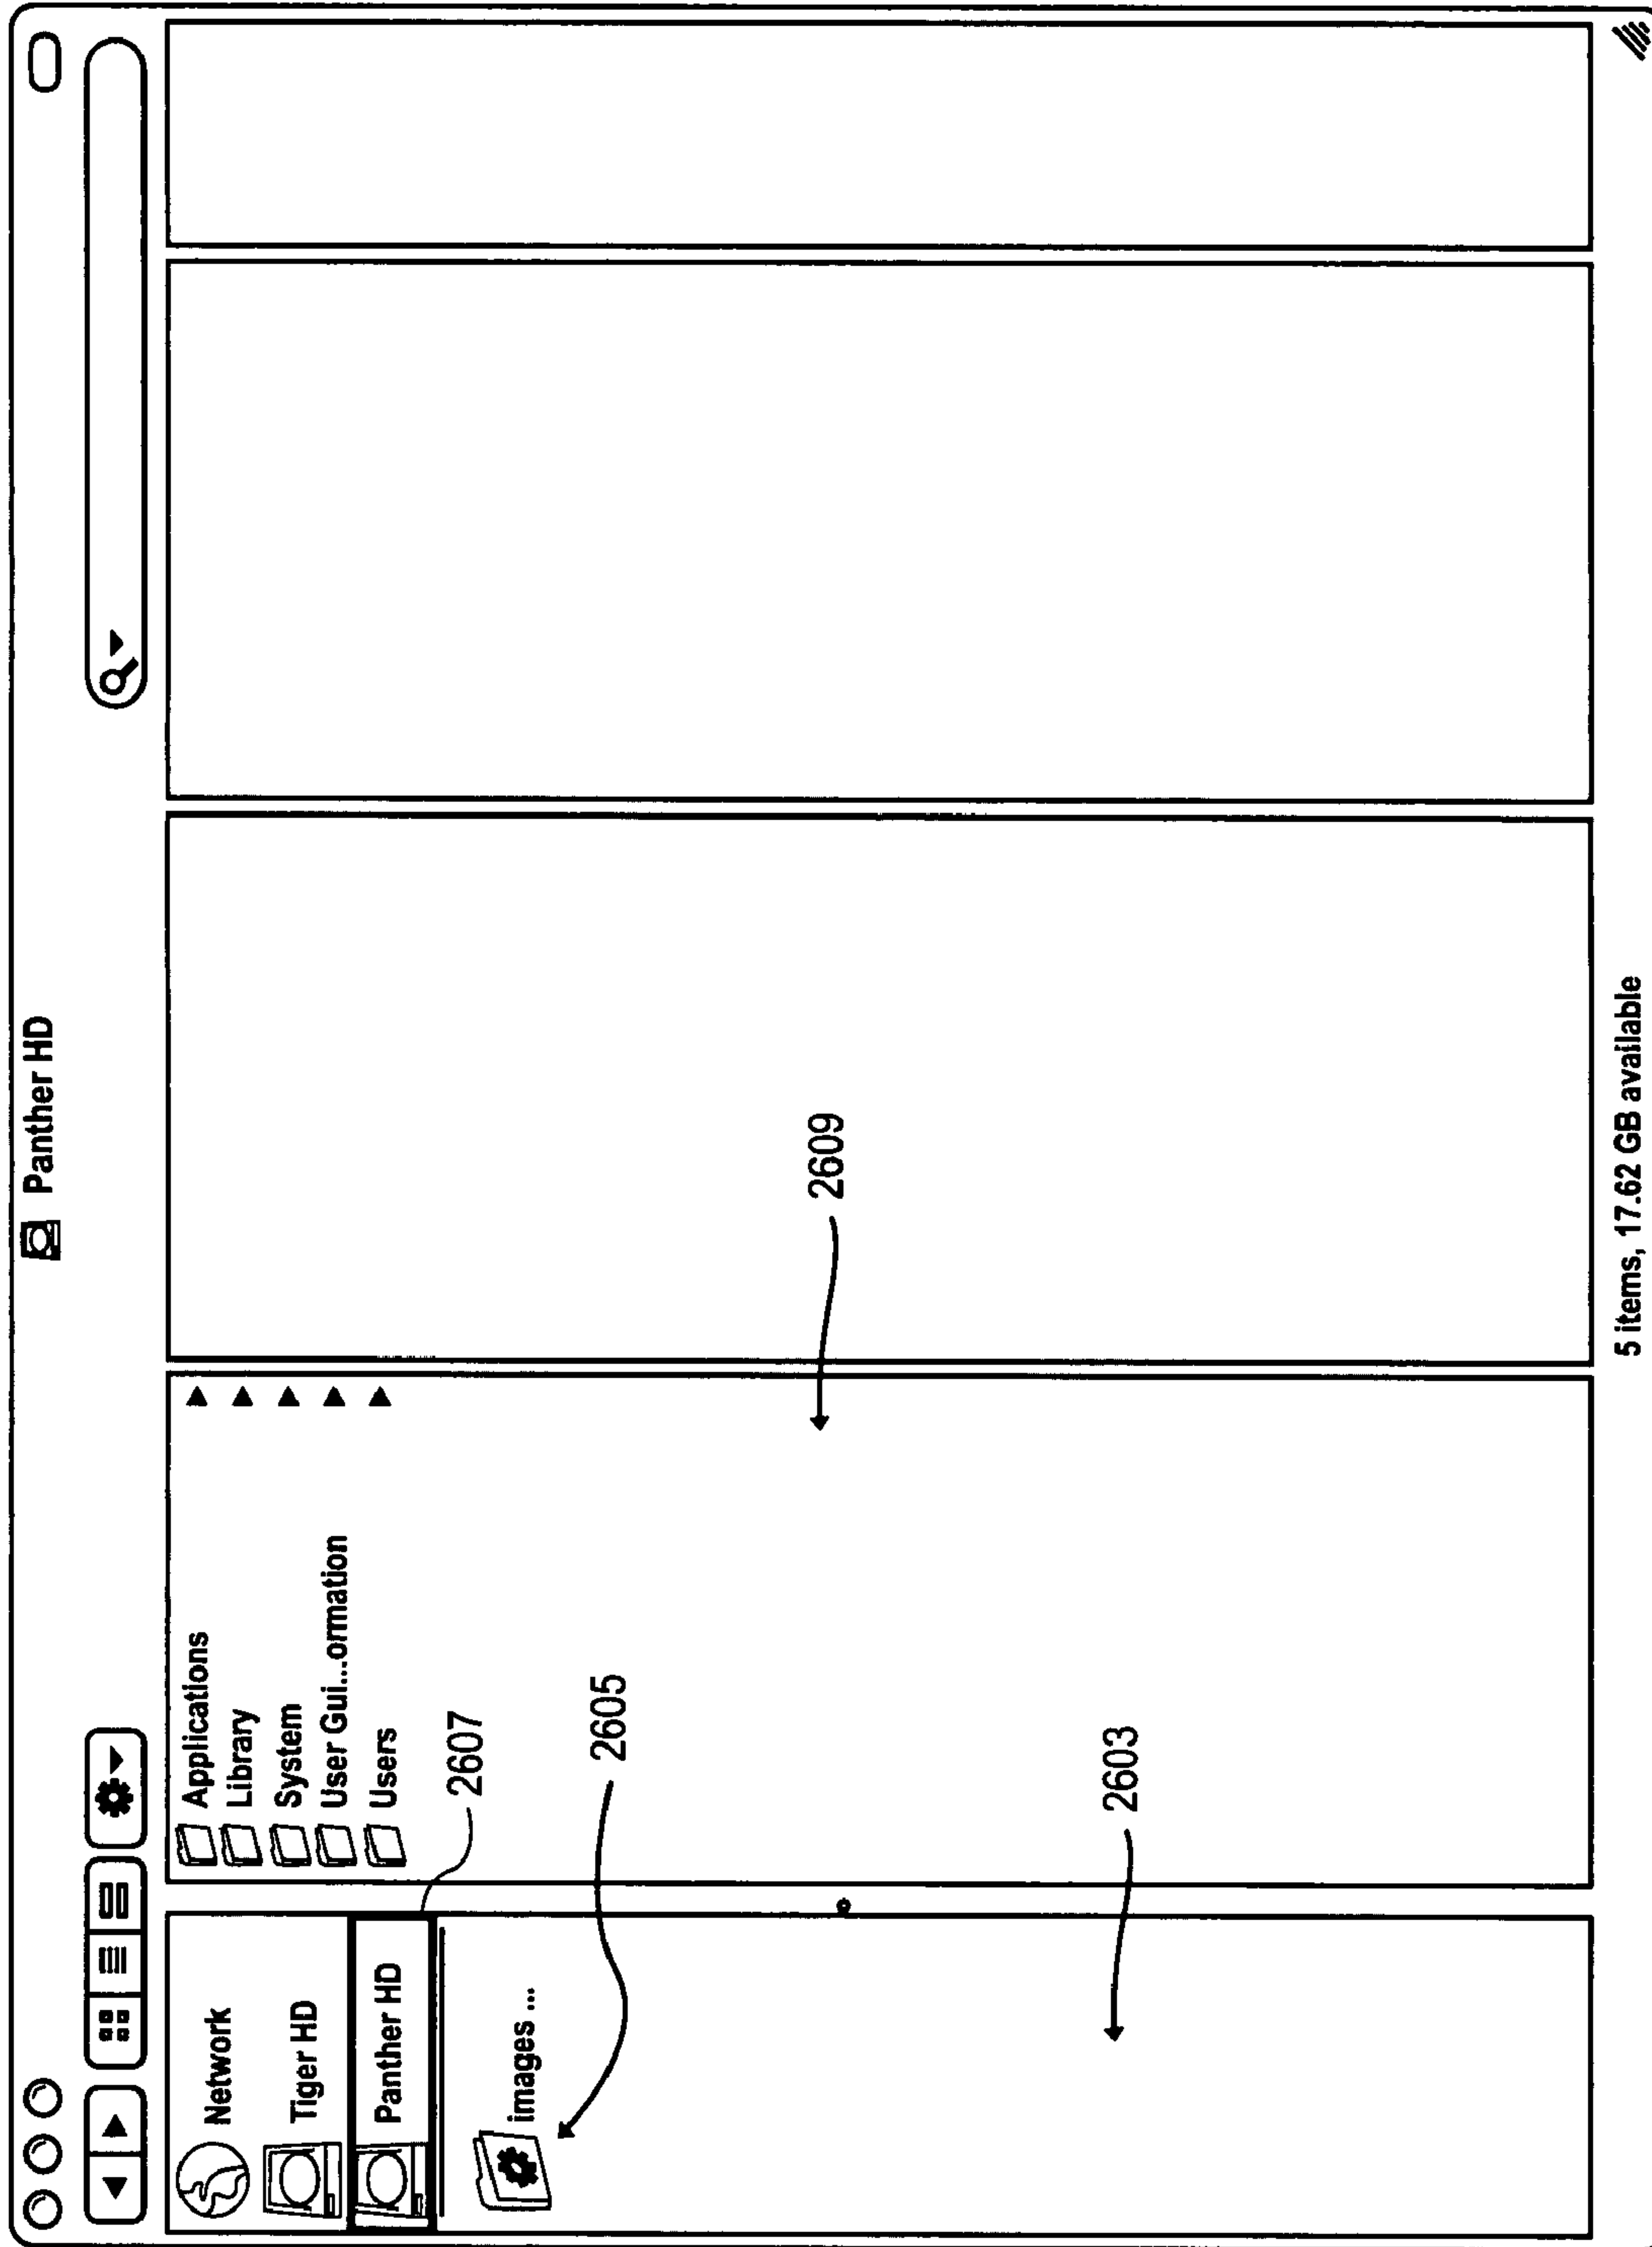 Panther HD
Network
Tiger HD
Panther HD
images ...
Applications
Library
System
User Gui...ormation
Users
2607
2605
2609
2603
5 items, 17.62 GB available